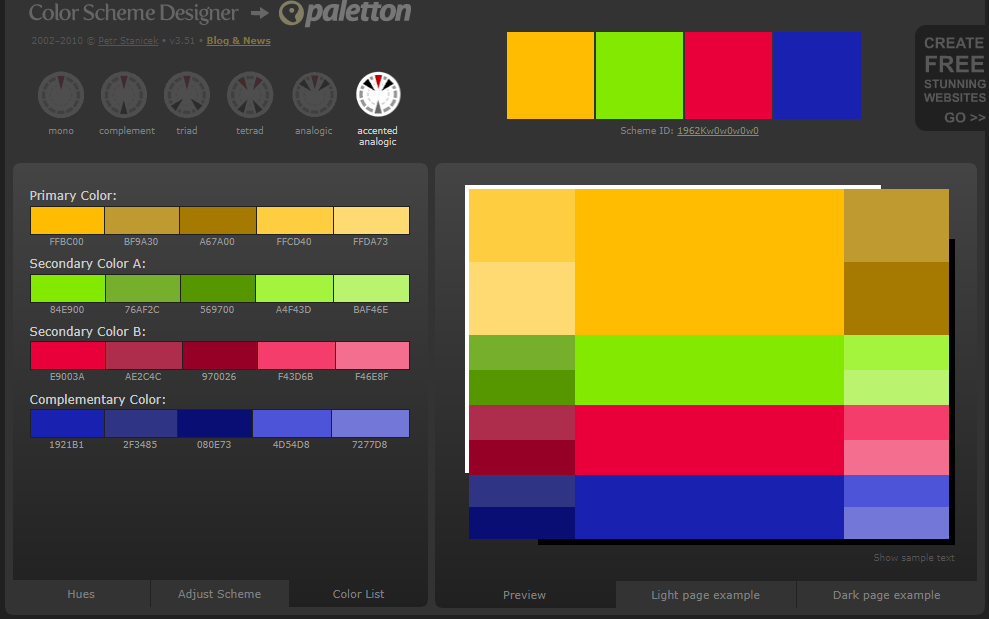 Color Scheme Designer → paletton
2002–2010 © Petr Stanicek • v3.51 • Blog & News
mono complement triad tetrad analogic accented analogic
Scheme ID: 1962Kw0w0w0w0
CREATE
FREE
STUNNING
WEBSITES
GO >>
Primary Color:
FFBC00 BF9A30 A67A00 FFCD40 FFDA73
Secondary Color A:
84E900 76AF2C 569700 A4F43D BAF46E
Secondary Color B:
E9003A AE2C4C 970026 F43D6B F46E8F
Complementary Color:
1921B1 2F3485 080E73 4D54D8 7277D8
Show sample text
Hues Adjust Scheme Color List
Preview Light page example Dark page example